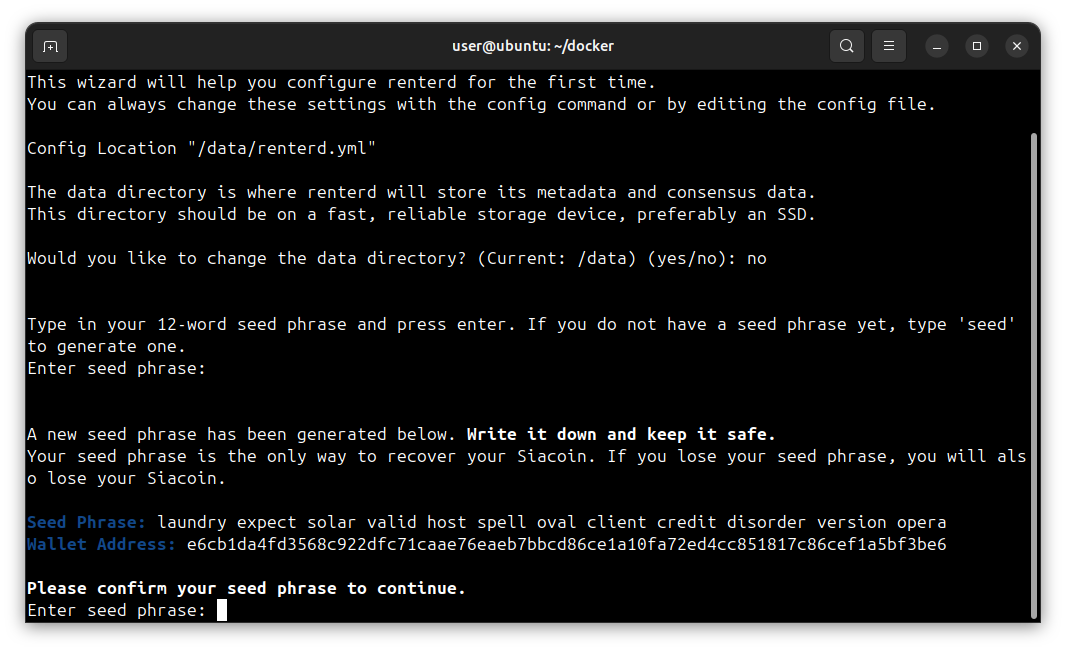 user@ubuntu: ~/docker
This wizard will help you configure renterd for the first time.
You can always change these settings with the config command or by editing the config file.
Config Location "/data/renterd.yml"
The data directory is where renterd will store its metadata and consensus data.
This directory should be on a fast, reliable storage device, preferably an SSD.
Would you like to change the data directory? (Current: /data) (yes/no): no
Type in your 12-word seed phrase and press enter. If you do not have a seed phrase yet, type 'seed'
to generate one.
Enter seed phrase:
A new seed phrase has been generated below. Write it down and keep it safe.
Your seed phrase is the only way to recover your Siacoin. If you lose your seed phrase, you will als
o lose your Siacoin.
Seed Phrase: laundry expect solar valid host spell oval client credit disorder version opera
Wallet Address: e6cb1da4fd3568c922dfc71caae76eaeb7bbcd86ce1a10fa72ed4cc851817c86cef1a5bf3be6
Please confirm your seed phrase to continue.
Enter seed phrase: